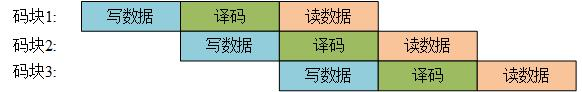 码块1: 写数据 译码 读数据
码块2: 写数据 译码 读数据
码块3: 写数据 译码 读数据